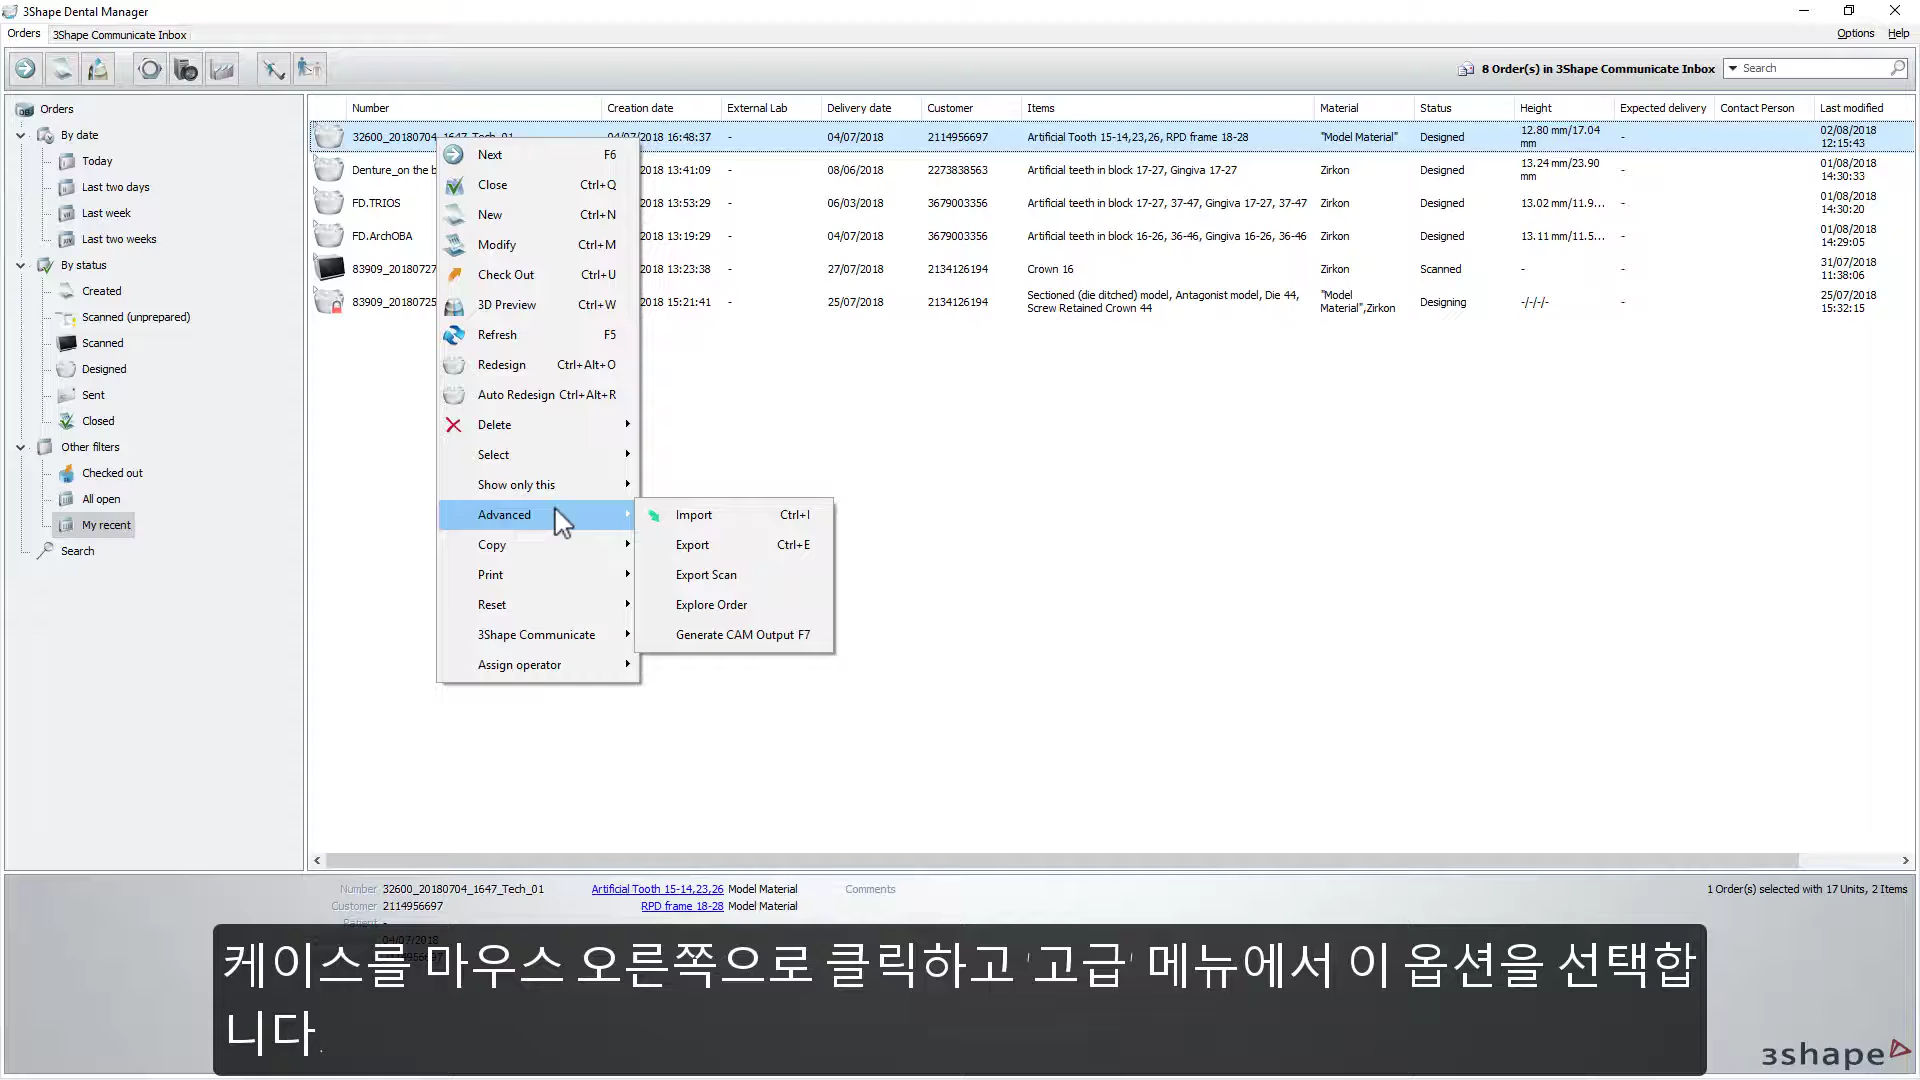 3Shape Dental Manager
Orders 3Shape Communicate Inbox Options Help
8 Order(s) in 3Shape Communicate Inbox Search
Orders
By date
Today
Last two days
Last week
Last two weeks
By status
Created
Scanned (unprepared)
Scanned
Designed
Sent
Closed
Other filters
Checked out
All open
My recent
Search
Number Creation date External Lab Delivery date Customer Items Material Status Height Expected delivery Contact Person Last modified
32600_20180704_1647_Tech_01 04/07/2018 16:48:37 - 04/07/2018 2114956697 Artificial Tooth 15-14,23,26, RPD frame 18-28 "Model Material" Designed 12.80 mm/17.04 mm - 02/08/2018 12:15:43
Denture_on the b 2018 13:41:09 - 08/06/2018 2273838563 Artificial teeth in block 17-27, Gingiva 17-27 Zirkon Designed 13.24 mm/23.90 mm - 01/08/2018 14:30:33
FD.TRIOS 2018 13:53:29 - 06/03/2018 3679003356 Artificial teeth in block 17-27, 37-47, Gingiva 17-27, 37-47 Zirkon Designed 13.02 mm/11.9... - 01/08/2018 14:30:20
FD.ArchOBA 2018 13:19:29 - 04/07/2018 3679003356 Artificial teeth in block 16-26, 36-46, Gingiva 16-26, 36-46 Zirkon Designed 13.11 mm/11.5... - 01/08/2018 14:29:05
83909_20180727 2018 13:23:38 - 27/07/2018 2134126194 Crown 16 Zirkon Scanned - - 31/07/2018 11:38:06
83909_20180725 2018 15:21:41 - 25/07/2018 2134126194 Sectioned (die ditched) model, Antagonist model, Die 44, Screw Retained Crown 44 "Model Material",Zirkon Designing -/-/-/- - 25/07/2018 15:32:15
Next F6
Close Ctrl+Q
New Ctrl+N
Modify Ctrl+M
Check Out Ctrl+U
3D Preview Ctrl+W
Refresh F5
Redesign Ctrl+Alt+O
Auto Redesign Ctrl+Alt+R
Delete
Select
Show only this
Advanced
Copy
Print
Reset
3Shape Communicate
Assign operator
Import Ctrl+I
Export Ctrl+E
Export Scan
Explore Order
Generate CAM Output F7
Number 32600_20180704_1647_Tech_01 Artificial Tooth 15-14,23,26 Model Material Comments 1 Order(s) selected with 17 Units, 2 Items
Customer 2114956697 RPD frame 18-28 Model Material
Patient -
04/07/2018
케이스를 마우스 오른쪽으로 클릭하고 '고급' 메뉴에서 이 옵션을 선택합
니다.
3shape